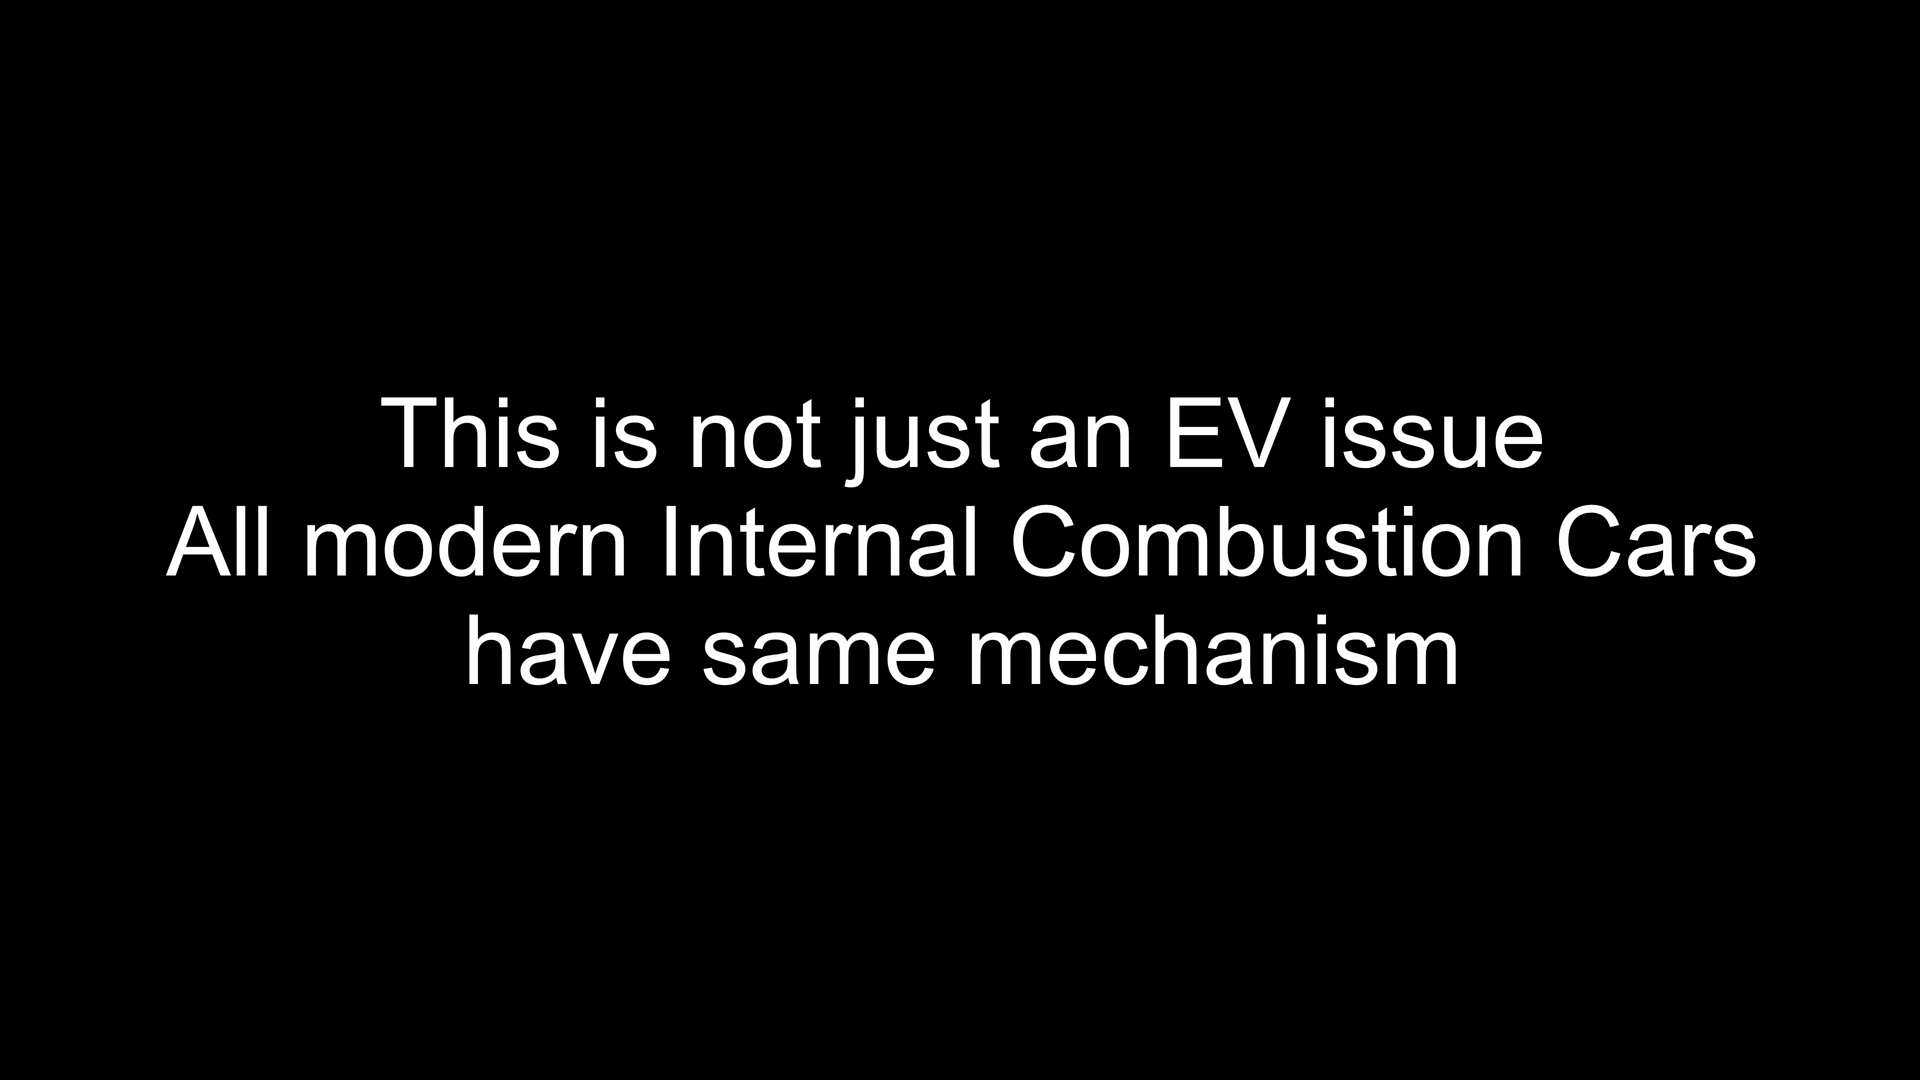 This is not just an EV issue
All modern Internal Combustion Cars
have same mechanism